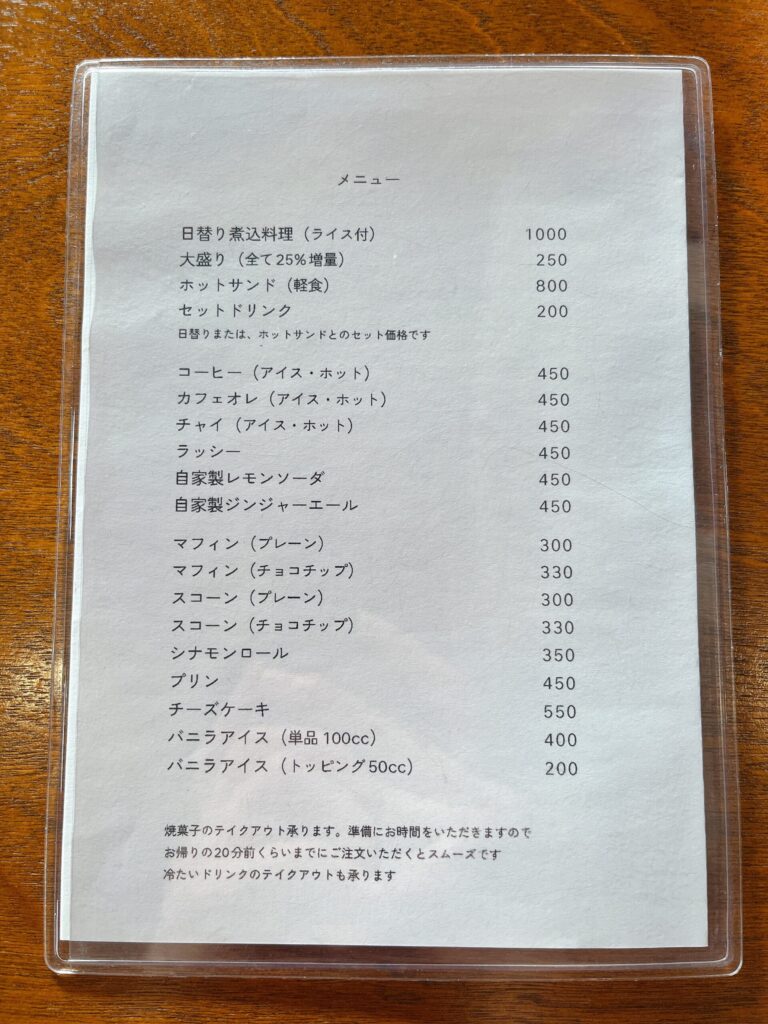 メニュー
日替り煮込料理（ライス付） 1000
大盛り（全て25%増量） 250
ホットサンド（軽食） 800
セットドリンク 200
日替りまたは、ホットサンドとのセット価格です
コーヒー（アイス・ホット） 450
カフェオレ（アイス・ホット） 450
チャイ（アイス・ホット） 450
ラッシー 450
自家製レモンソーダ 450
自家製ジンジャーエール 450
マフィン（プレーン） 300
マフィン（チョコチップ） 330
スコーン（プレーン） 300
スコーン（チョコチップ） 330
シナモンロール 350
プリン 450
チーズケーキ 550
バニラアイス（単品 100cc） 400
バニラアイス（トッピング50cc） 200
焼菓子のテイクアウト承ります。準備にお時間をいただきますので
お帰りの20分前くらいまでにご注文いただくとスムーズです
冷たいドリンクのテイクアウトも承ります